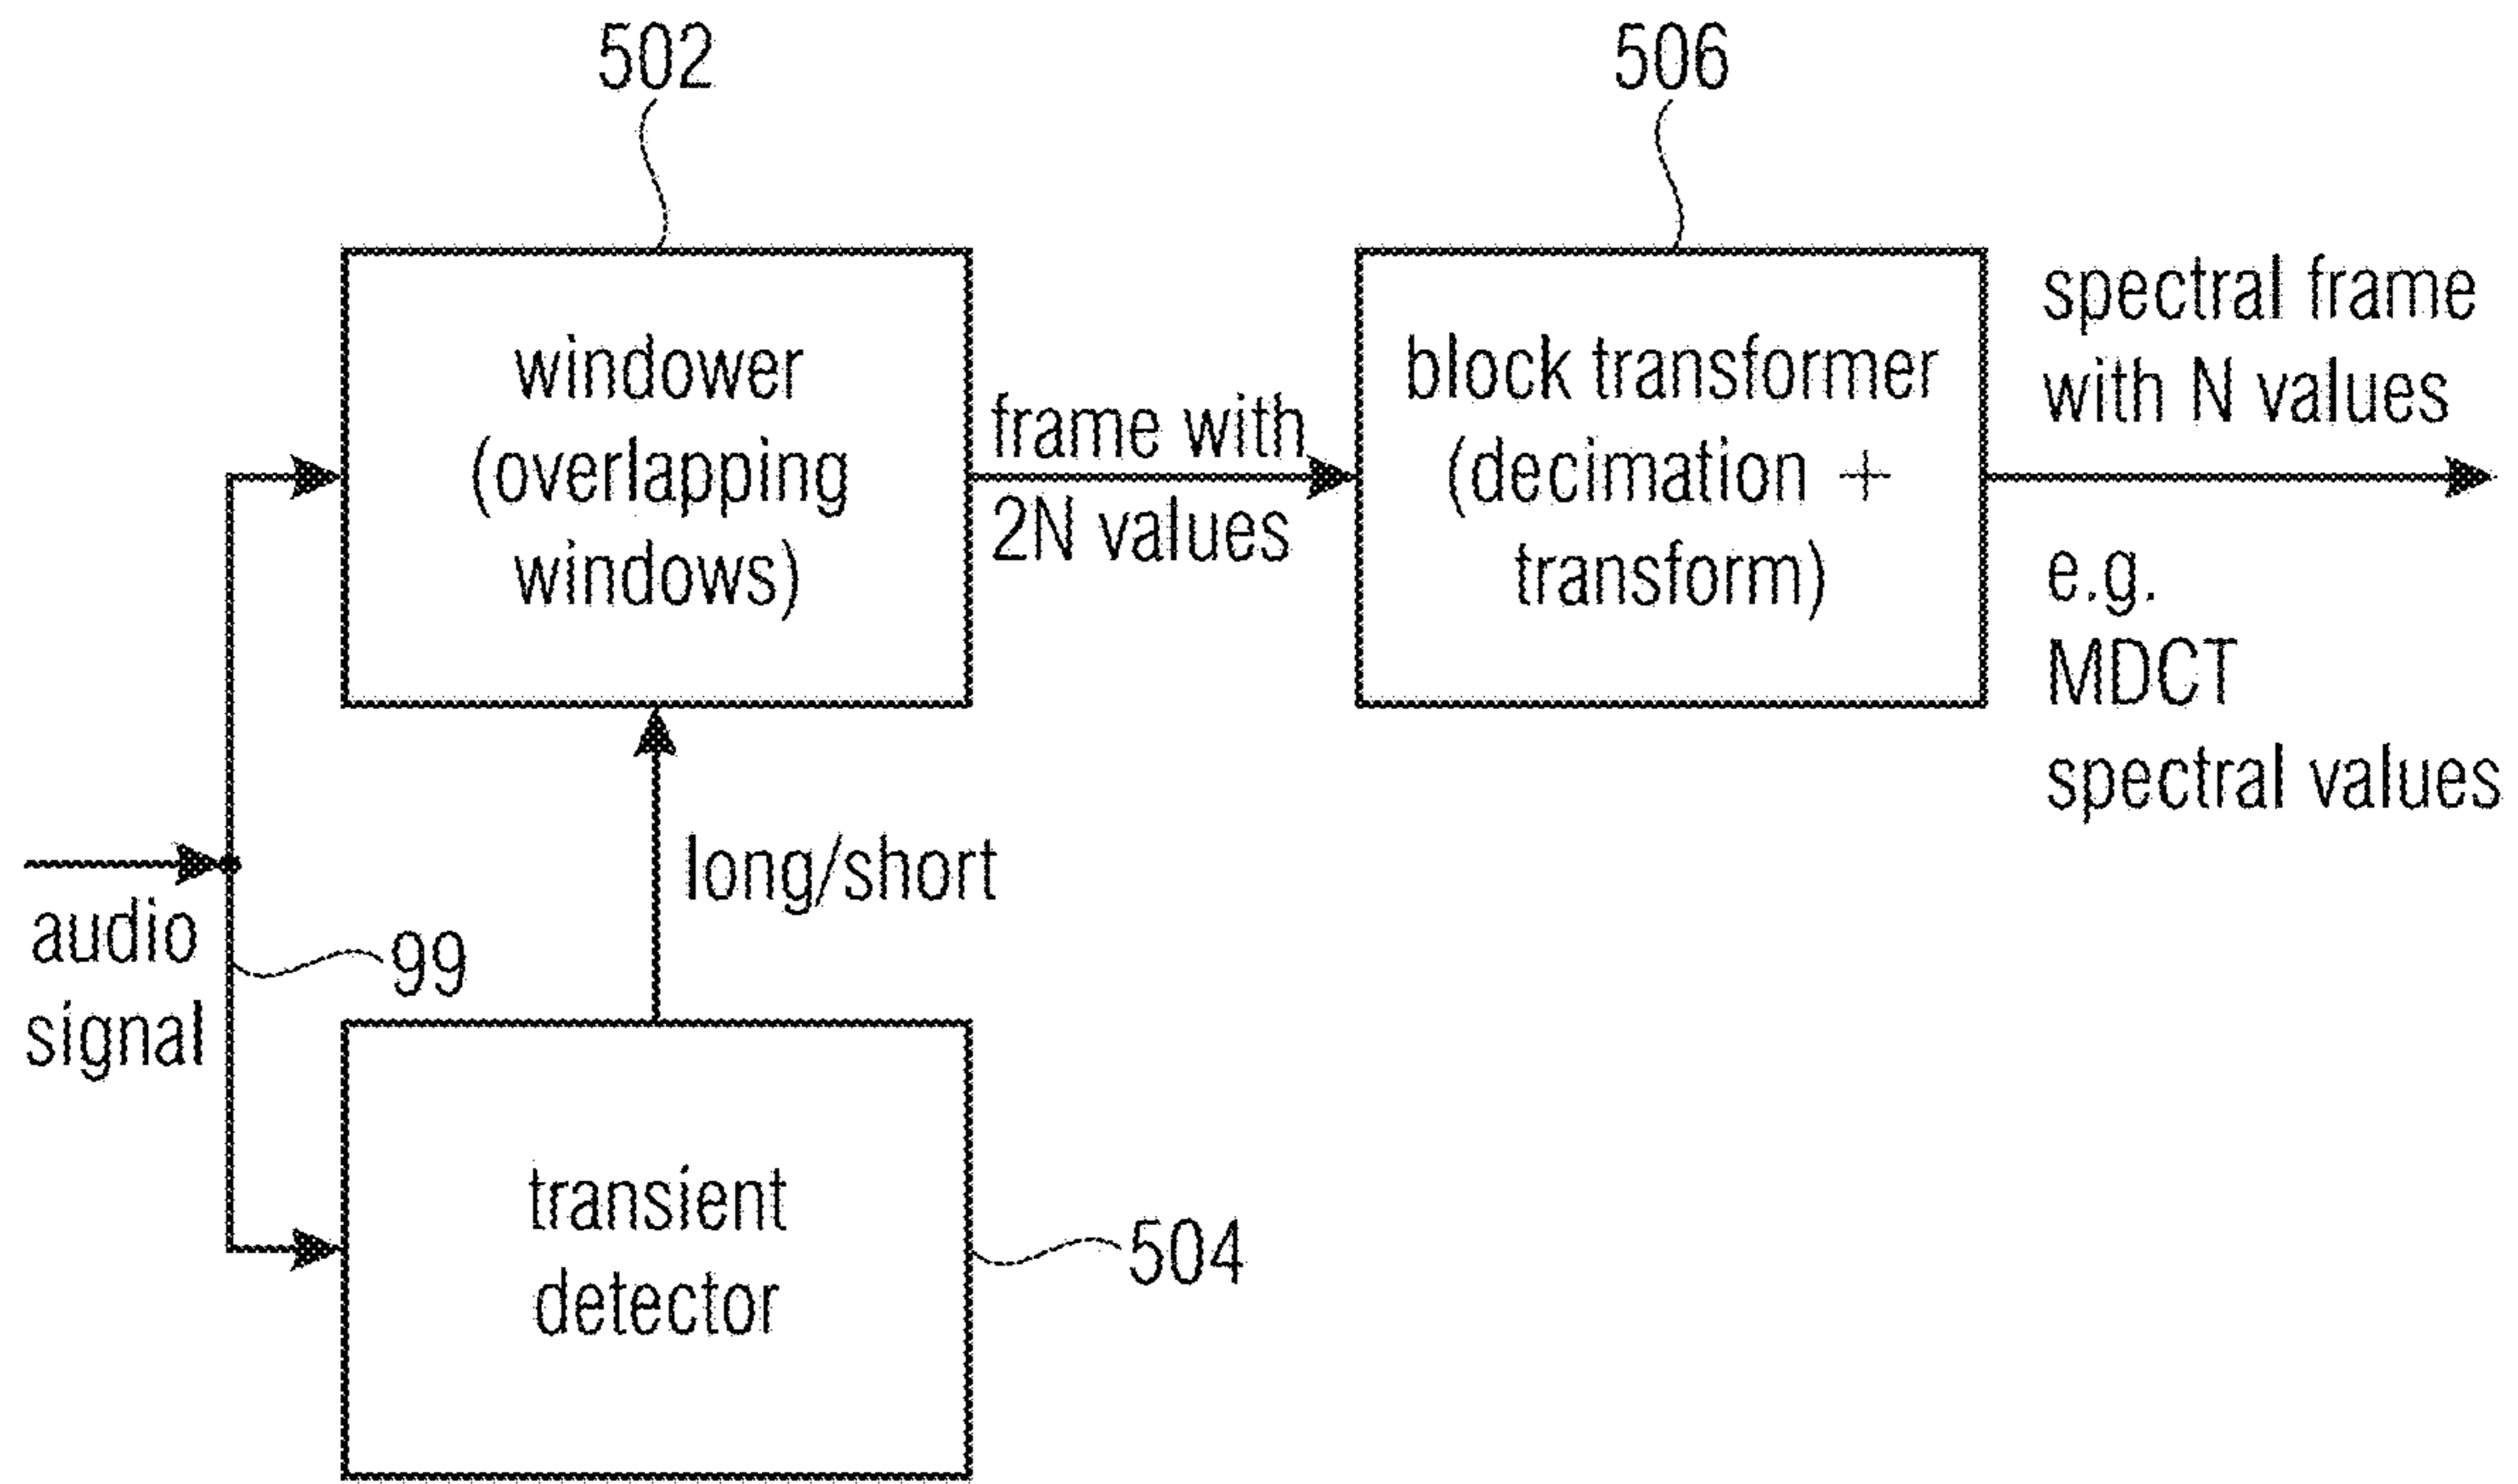 502
506
windower
(overlapping
windows)
frame with
2N values
block transformer
(decimation +
transform)
spectral frame
with N values
e.g.
MDCT
spectral values
long/short
audio
signal
99
transient
detector
504